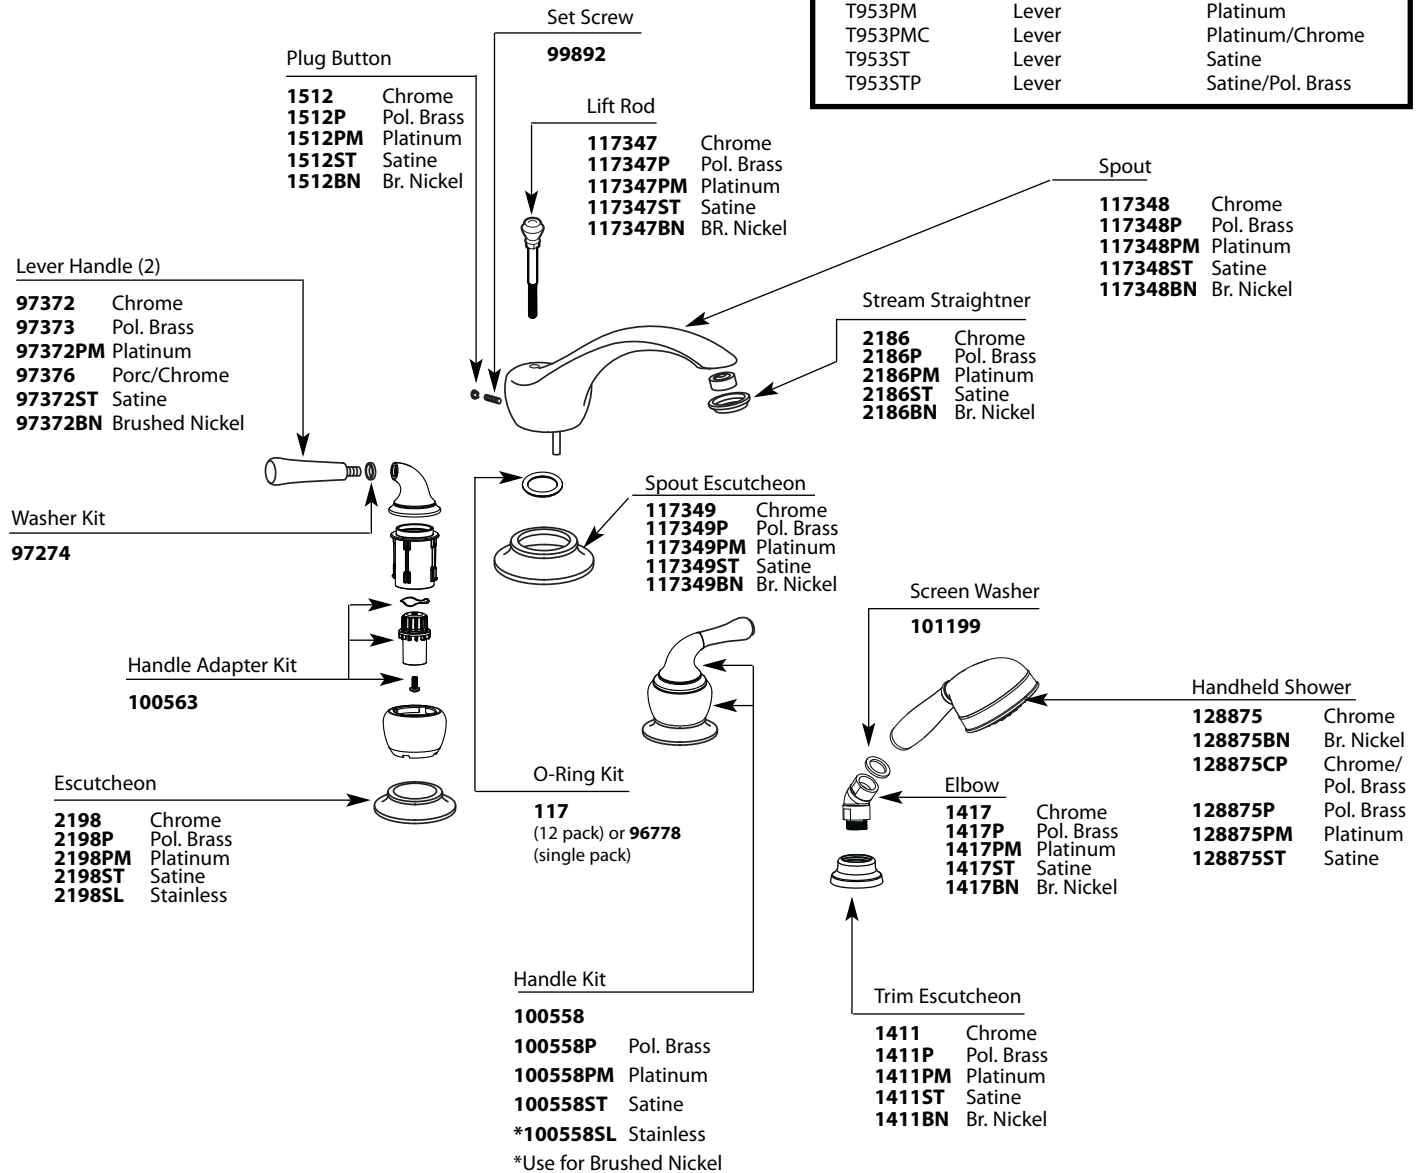 T953PM Lever Platinum
T953PMC Lever Platinum/Chrome
T953ST Lever Satine
T953STP Lever Satine/Pol. Brass
Set Screw
99892
Plug Button
1512 Chrome
1512P Pol. Brass
1512PM Platinum
1512ST Satine
1512BN Br. Nickel
Lift Rod
117347 Chrome
117347P Pol. Brass
117347PM Platinum
117347ST Satine
117347BN BR. Nickel
Spout
117348 Chrome
117348P Pol. Brass
117348PM Platinum
117348ST Satine
117348BN Br. Nickel
Lever Handle (2)
97372 Chrome
97373 Pol. Brass
97372PM Platinum
97376 Porc/Chrome
97372ST Satine
97372BN Brushed Nickel
Stream Straightner
2186 Chrome
2186P Pol. Brass
2186PM Platinum
2186ST Satine
2186BN Br. Nickel
Washer Kit
97274
Spout Escutcheon
117349 Chrome
117349P Pol. Brass
117349PM Platinum
117349ST Satine
117349BN Br. Nickel
Screen Washer
101199
Handle Adapter Kit
100563
Handheld Shower
128875 Chrome
128875BN Br. Nickel
128875CP Chrome/
Pol. Brass
128875P Pol. Brass
128875PM Platinum
128875ST Satine
Escutcheon
2198 Chrome
2198P Pol. Brass
2198PM Platinum
2198ST Satine
2198SL Stainless
O-Ring Kit
117
(12 pack) or 96778
(single pack)
Elbow
1417 Chrome
1417P Pol. Brass
1417PM Platinum
1417ST Satine
1417BN Br. Nickel
Handle Kit
100558
100558P Pol. Brass
100558PM Platinum
100558ST Satine
*100558SL Stainless
*Use for Brushed Nickel
Trim Escutcheon
1411 Chrome
1411P Pol. Brass
1411PM Platinum
1411ST Satine
1411BN Br. Nickel